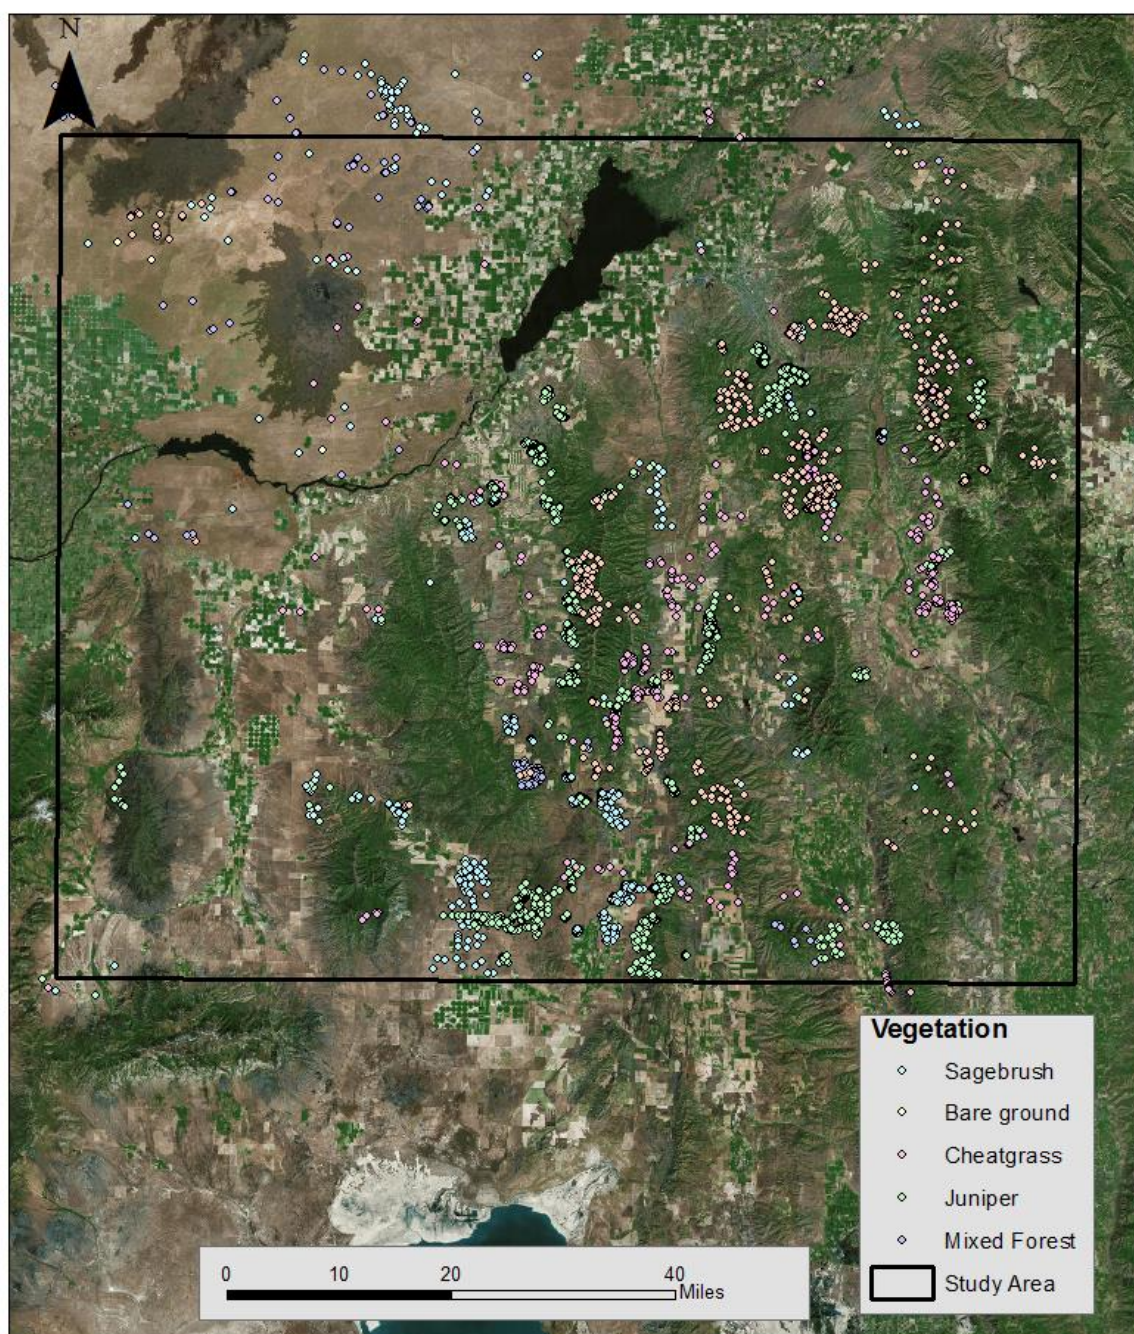 N
Vegetation
Sagebrush
Bare ground
Cheatgrass
Juniper
Mixed Forest
Study Area
0 10 20 40
Miles